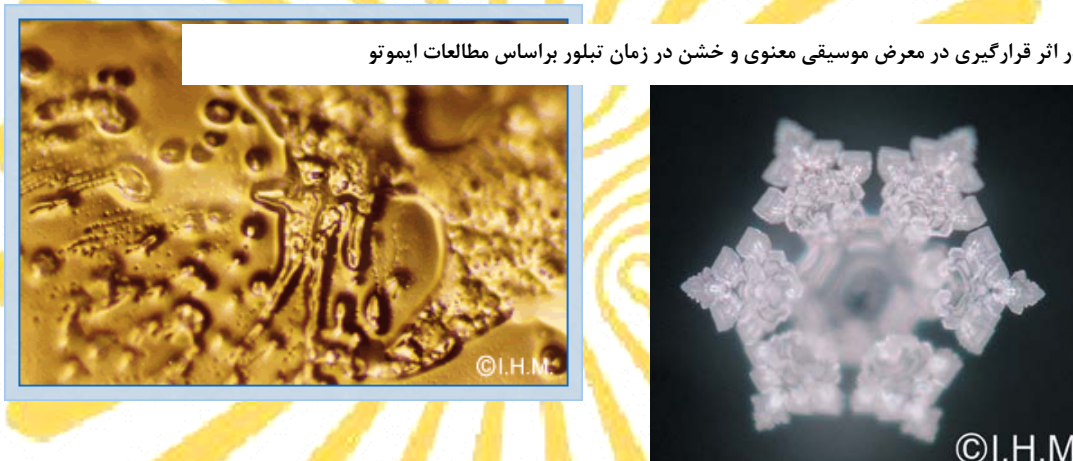 ر اثر قرارگیری در معرض موسیقی معنوی و خشن در زمان تبلور براساس مطالعات ایموتو
©I.H.M.
©I.H.M